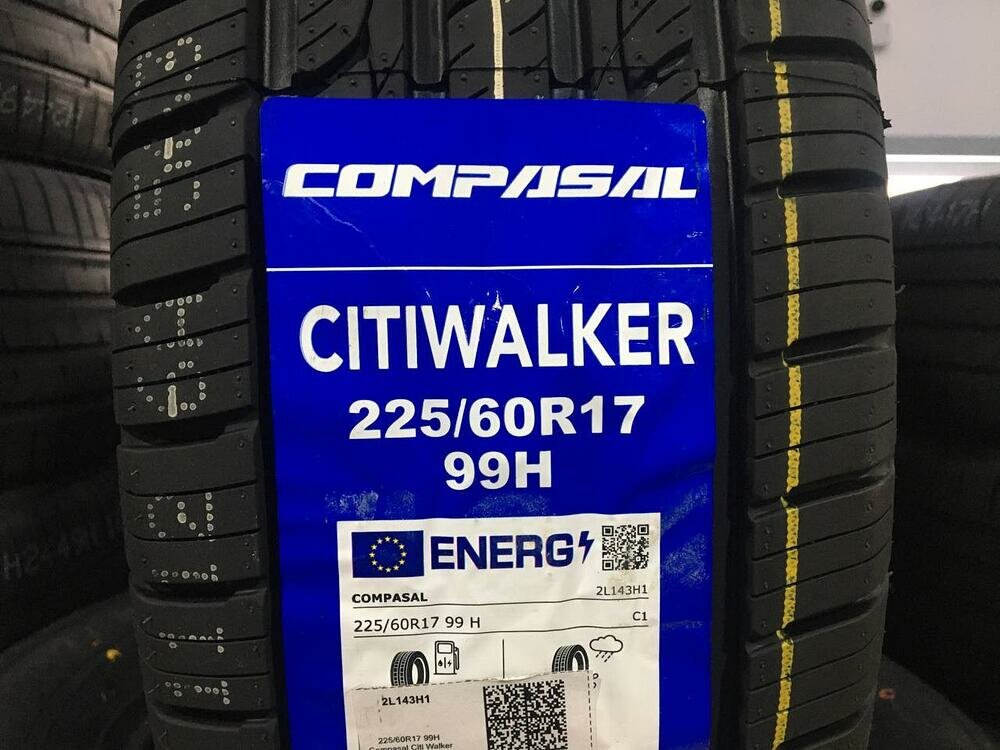 COMPASAL
CITIWALKER
225/60R17
99H
ENERG
COMPASAL
2L143H1
225/60R17 99 H
C1
2L143H1
225/60R17 99H
Compasal Citi Walker